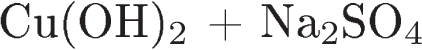 Cu(OH)₂ + Na₂SO₄